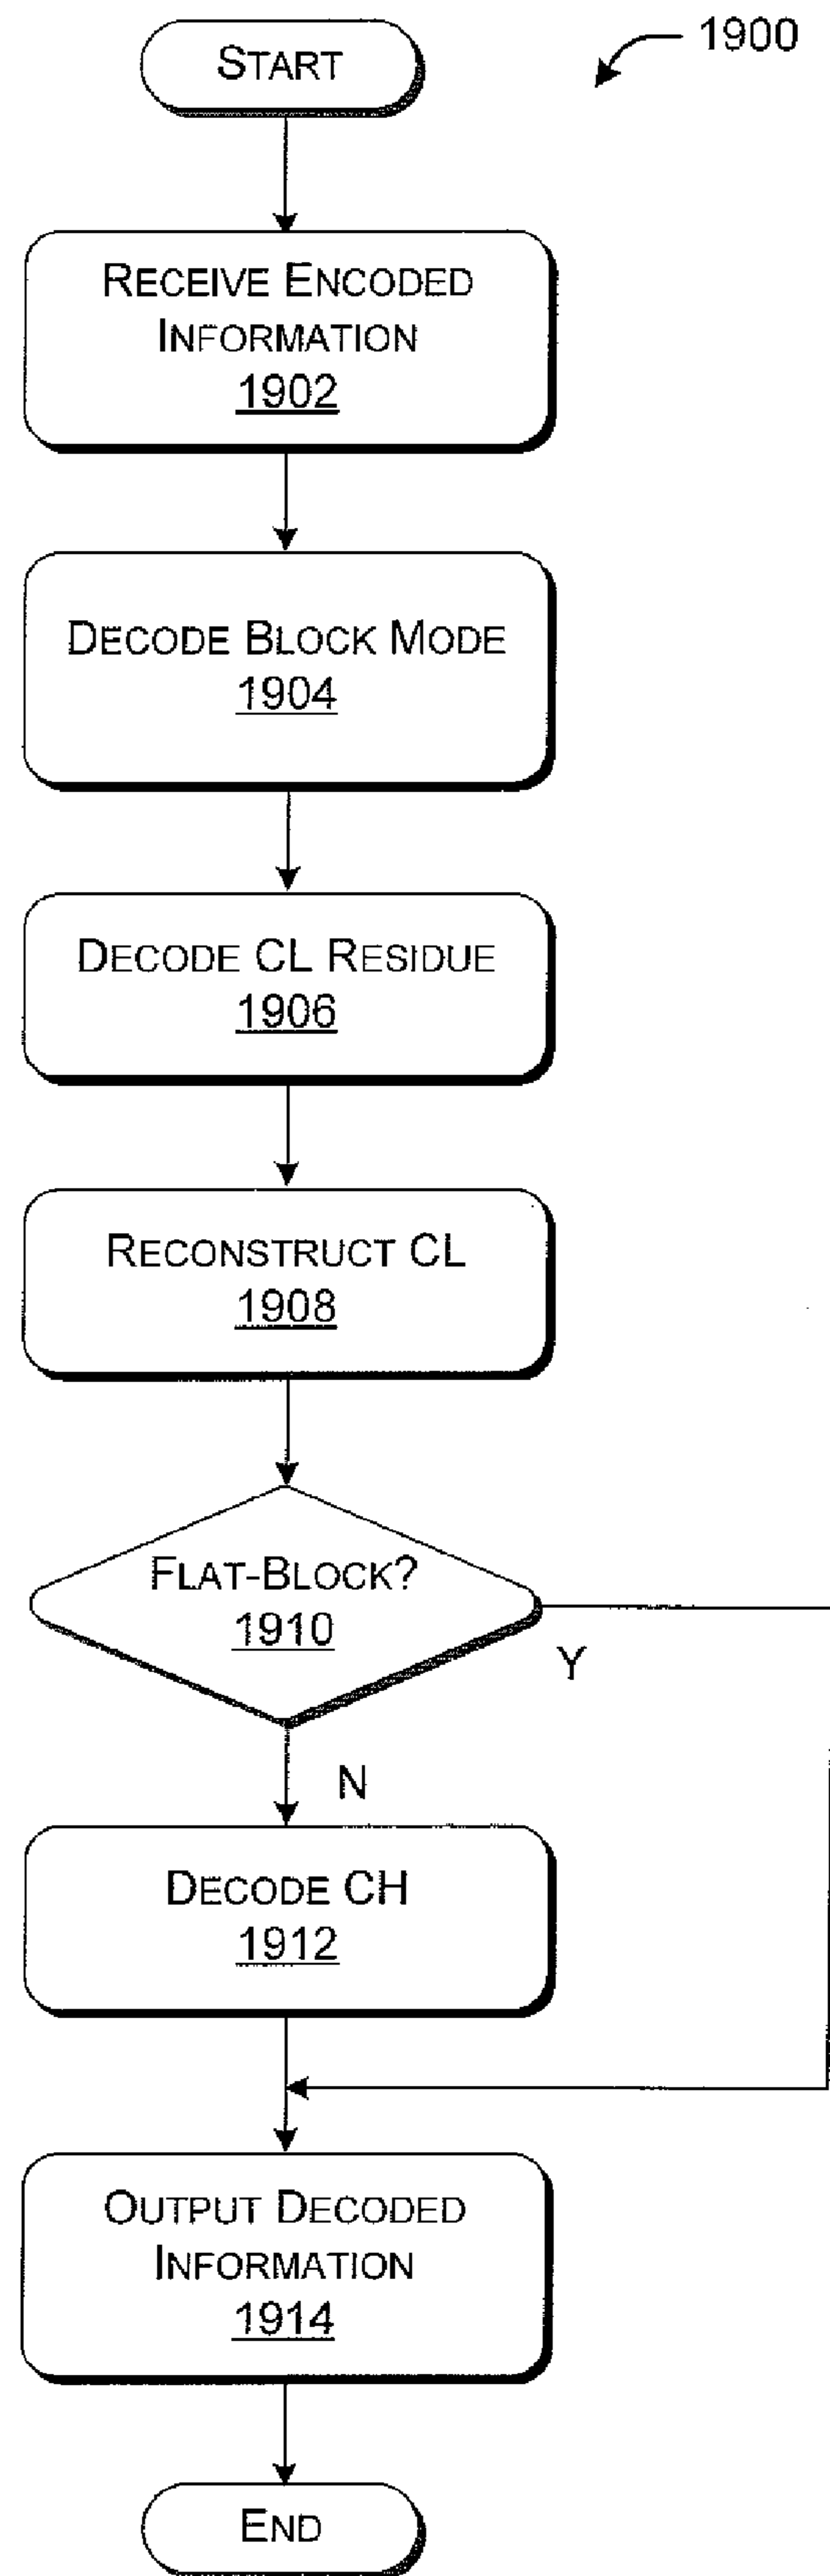 START
1900
RECEIVE ENCODED
INFORMATION
1902
DECODE BLOCK MODE
1904
DECODE CL RESIDUE
1906
RECONSTRUCT CL
1908
FLAT-BLOCK?
1910
Y
N
DECODE CH
1912
OUTPUT DECODED
INFORMATION
1914
END